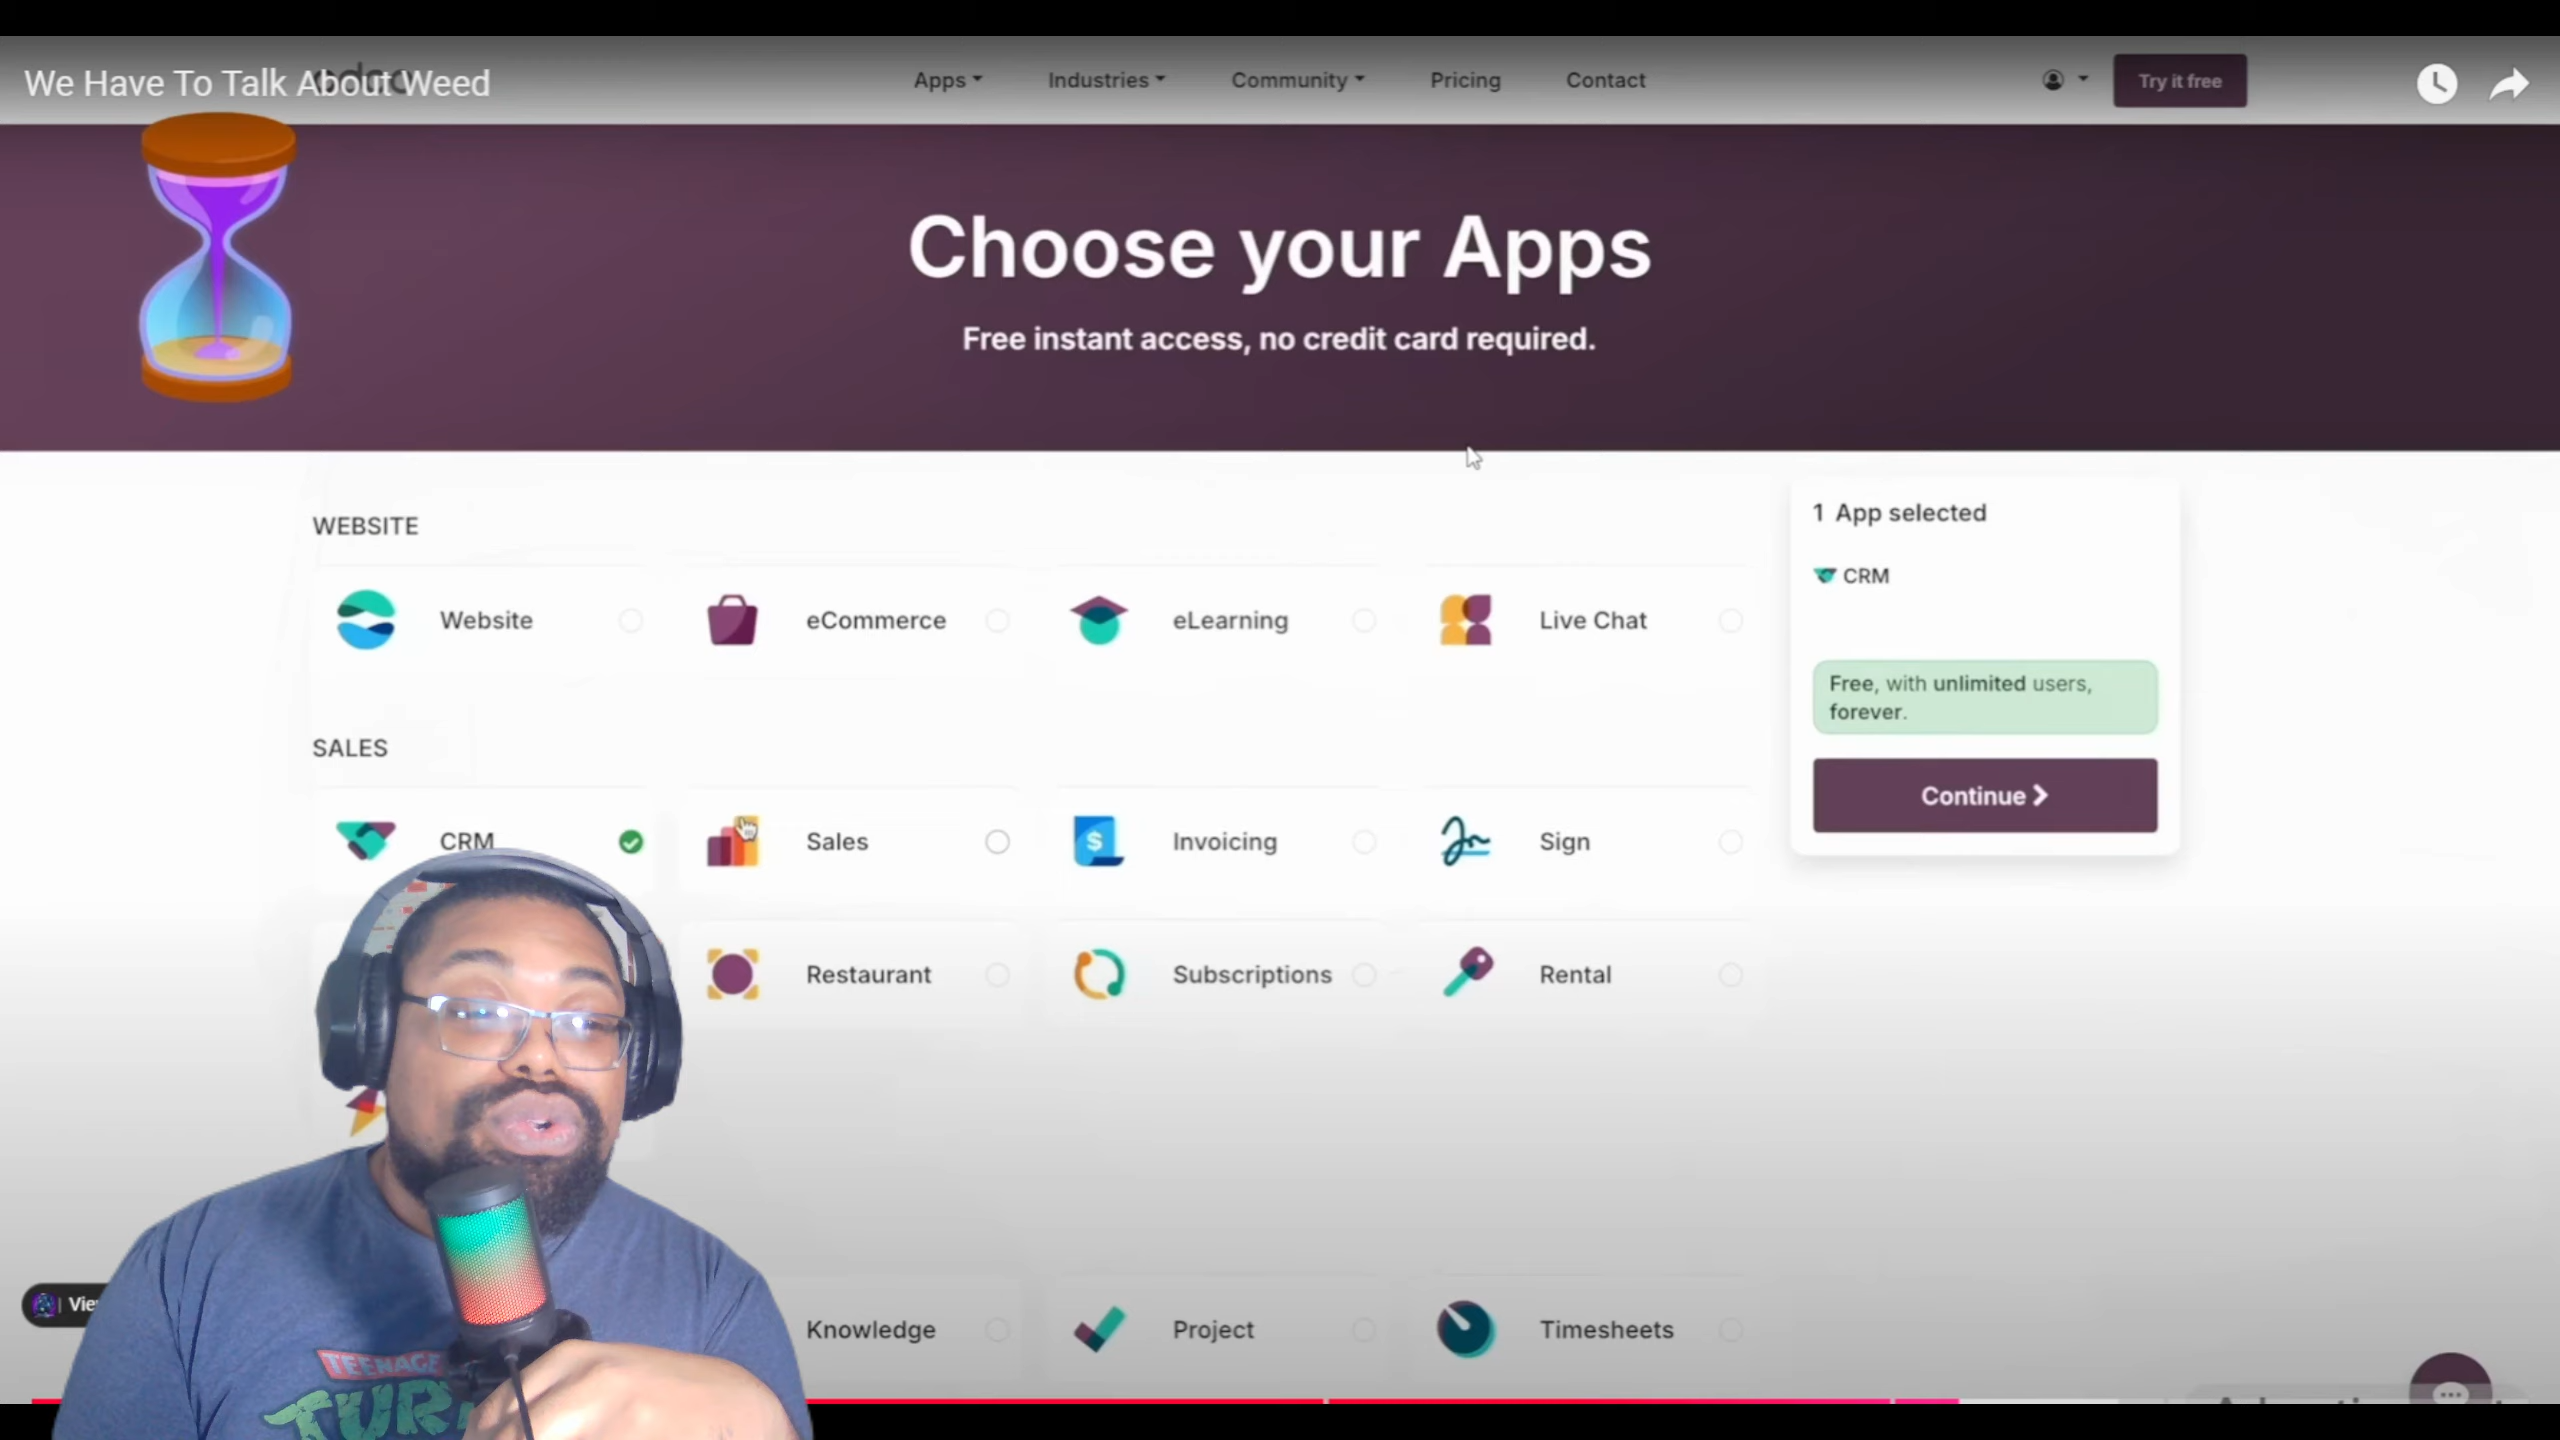 We Have To Talk About Weed
Apps
Industries
Community
Pricing
Contact
Try it free
Choose your Apps
Free instant access, no credit card required.
WEBSITE
Website
eCommerce
eLearning
Live Chat
1 App selected
CRM
Free, with unlimited users,
forever.
Continue
SALES
CRM
Sales
Invoicing
Sign
Restaurant
Subscriptions
Rental
Knowledge
Project
Timesheets
TEENAGE